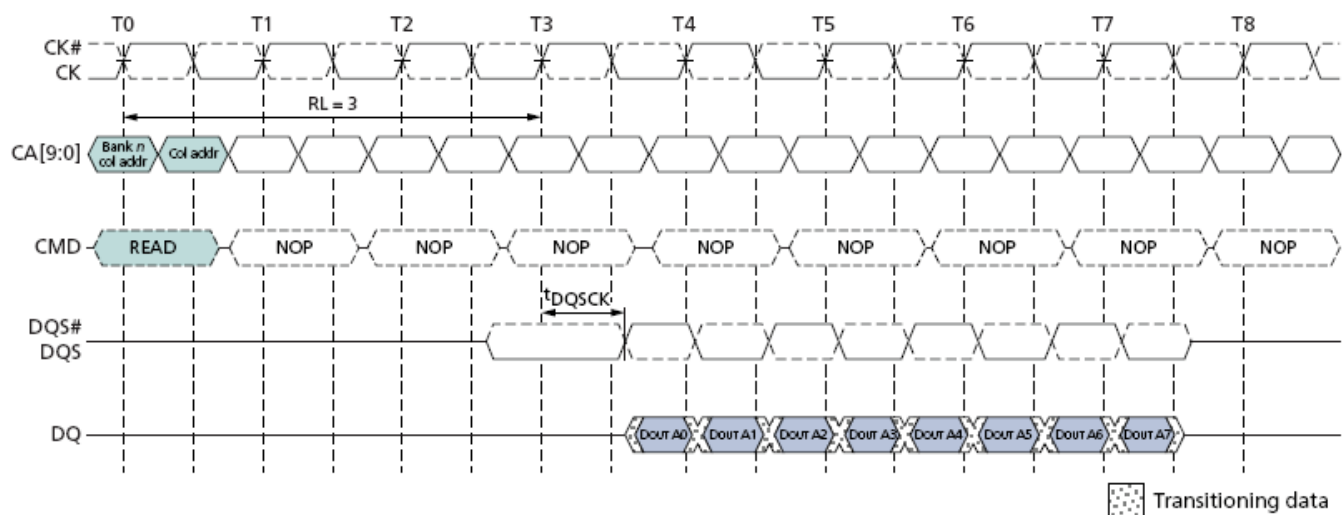 T0 T1 T2 T3 T4 T5 T6 T7 T8
CK#
CK
RL = 3
CA[9:0] Bank n col addr Col addr
CMD READ NOP NOP NOP NOP NOP NOP NOP NOP
tDQSCK
DQS#
DQS
DQ DOUT A0 DOUT A1 DOUT A2 DOUT A3 DOUT A4 DOUT A5 DOUT A6 DOUT A7
Transitioning data